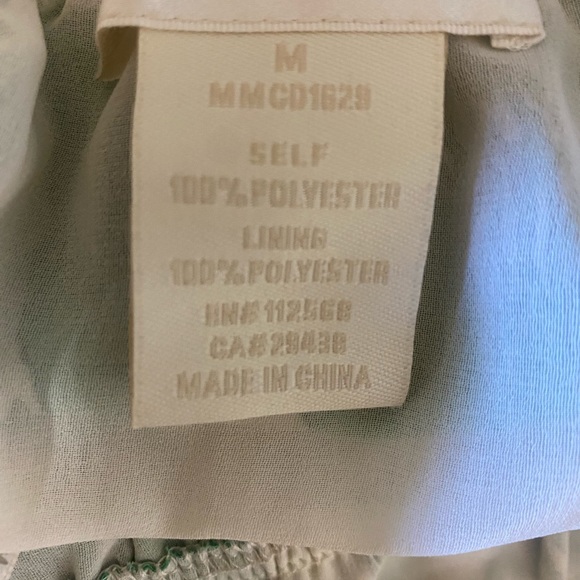 M
MMCD1629
SELF
100%POLYESTER
LINING
100%POLYESTER
RN#112568
CA#29438
MADE IN CHINA